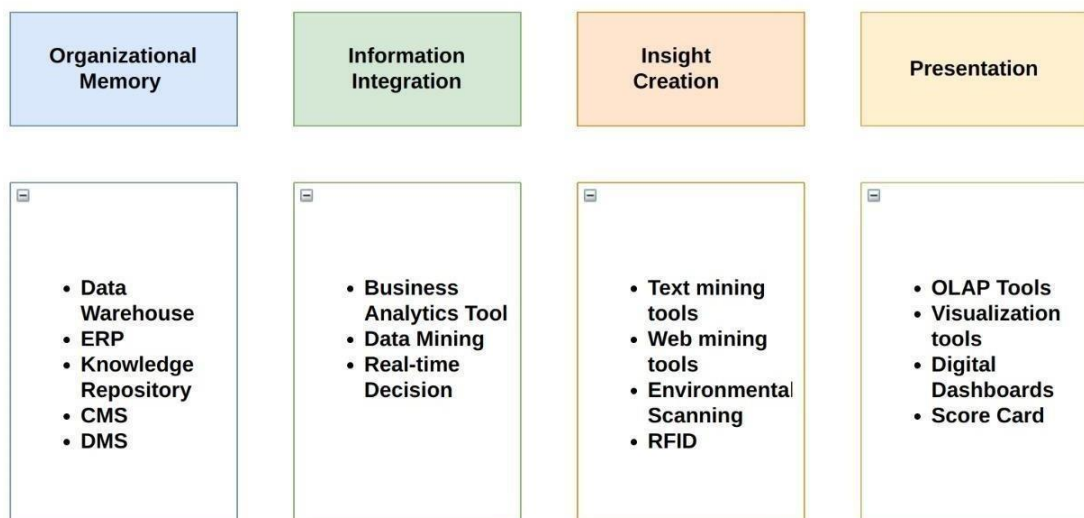 Organizational
Memory
Information
Integration
Insight
Creation
Presentation
• Data
Warehouse
• ERP
• Knowledge
Repository
• CMS
• DMS
• Business
Analytics Tool
• Data Mining
• Real-time
Decision
• Text mining
tools
• Web mining
tools
• Environmental
Scanning
• RFID
• OLAP Tools
• Visualization
tools
• Digital
Dashboards
• Score Card